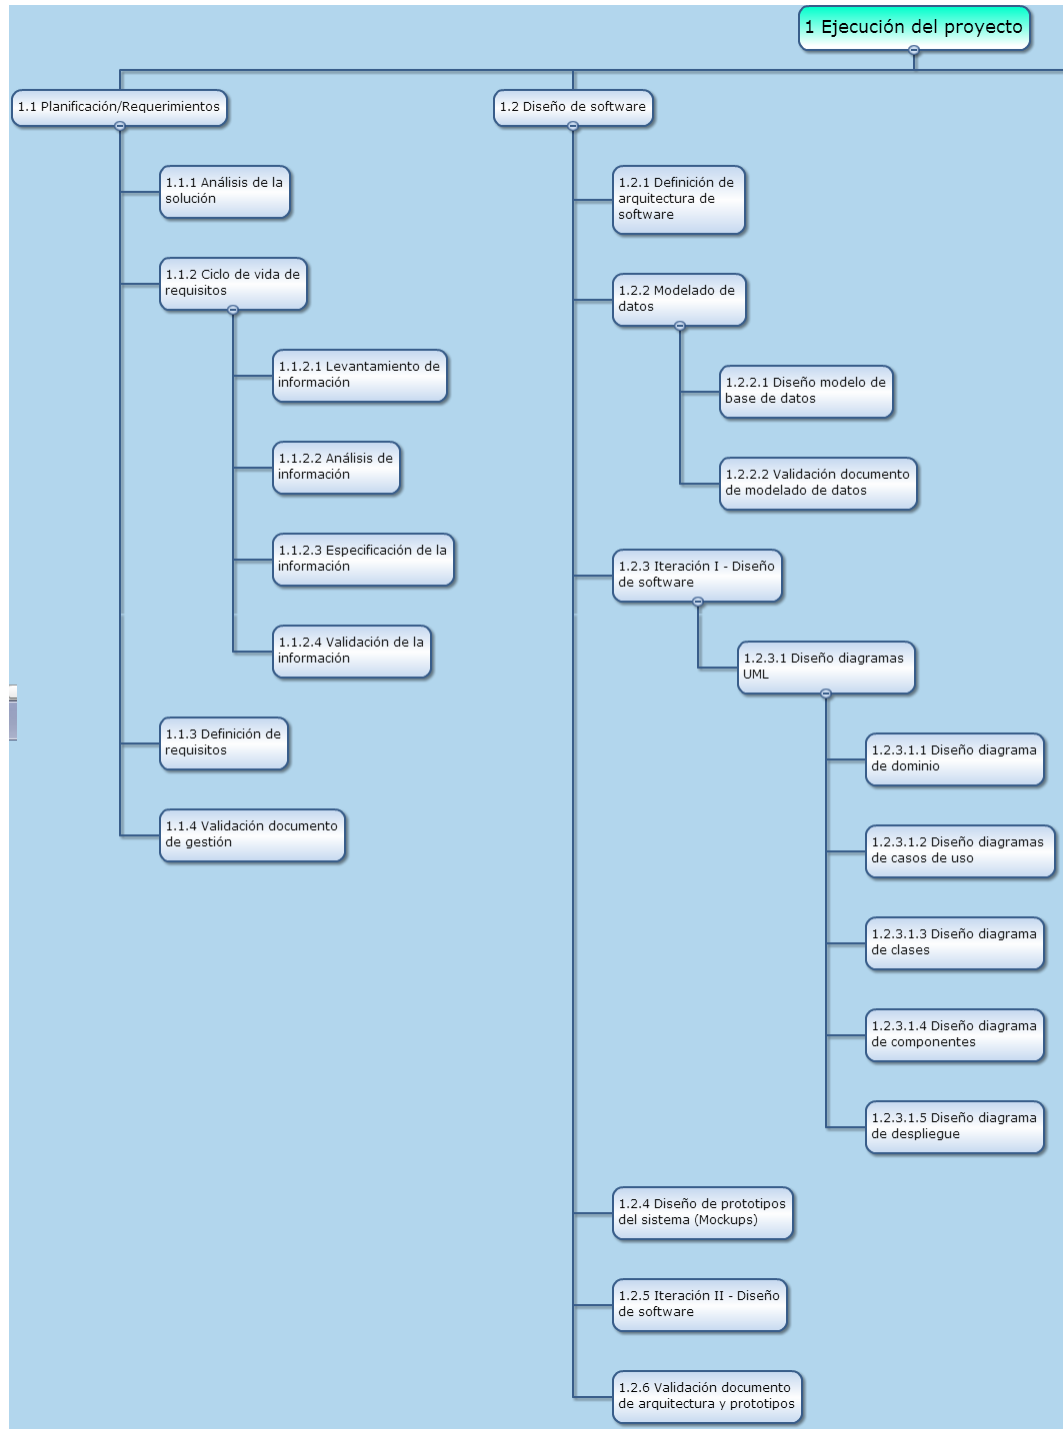 1 Ejecución del proyecto
1.1 Planificación/Requerimientos
1.1.1 Análisis de la
solución
1.1.2 Ciclo de vida de
requisitos
1.1.2.1 Levantamiento de
información
1.1.2.2 Análisis de
información
1.1.2.3 Especificación de la
información
1.1.2.4 Validación de la
información
1.1.3 Definición de
requisitos
1.1.4 Validación documento
de gestión
1.2 Diseño de software
1.2.1 Definición de
arquitectura de
software
1.2.2 Modelado de
datos
1.2.2.1 Diseño modelo de
base de datos
1.2.2.2 Validación documento
de modelado de datos
1.2.3 Iteración I - Diseño
de software
1.2.3.1 Diseño diagramas
UML
1.2.3.1.1 Diseño diagrama
de dominio
1.2.3.1.2 Diseño diagramas
de casos de uso
1.2.3.1.3 Diseño diagrama
de clases
1.2.3.1.4 Diseño diagrama
de componentes
1.2.3.1.5 Diseño diagrama
de despliegue
1.2.4 Diseño de prototipos
del sistema (Mockups)
1.2.5 Iteración II - Diseño
de software
1.2.6 Validación documento
de arquitectura y prototipos